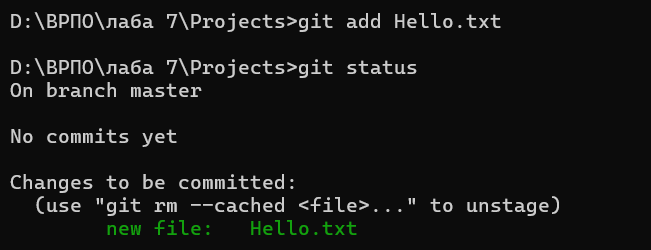 D:\ВРПО\лаба 7\Projects>git add Hello.txt
D:\ВРПО\лаба 7\Projects>git status
On branch master
No commits yet
Changes to be committed:
(use "git rm --cached <file>..." to unstage)
new file:   Hello.txt